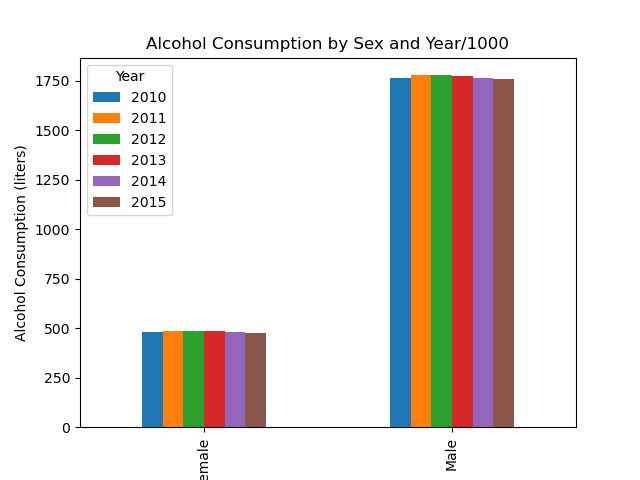 Alcohol Consumption by Sex and Year/1000
Alcohol Consumption (liters)
1750
1500
1250
1000
750
500
250
0
Year
2010
2011
2012
2013
2014
2015
emale
Male